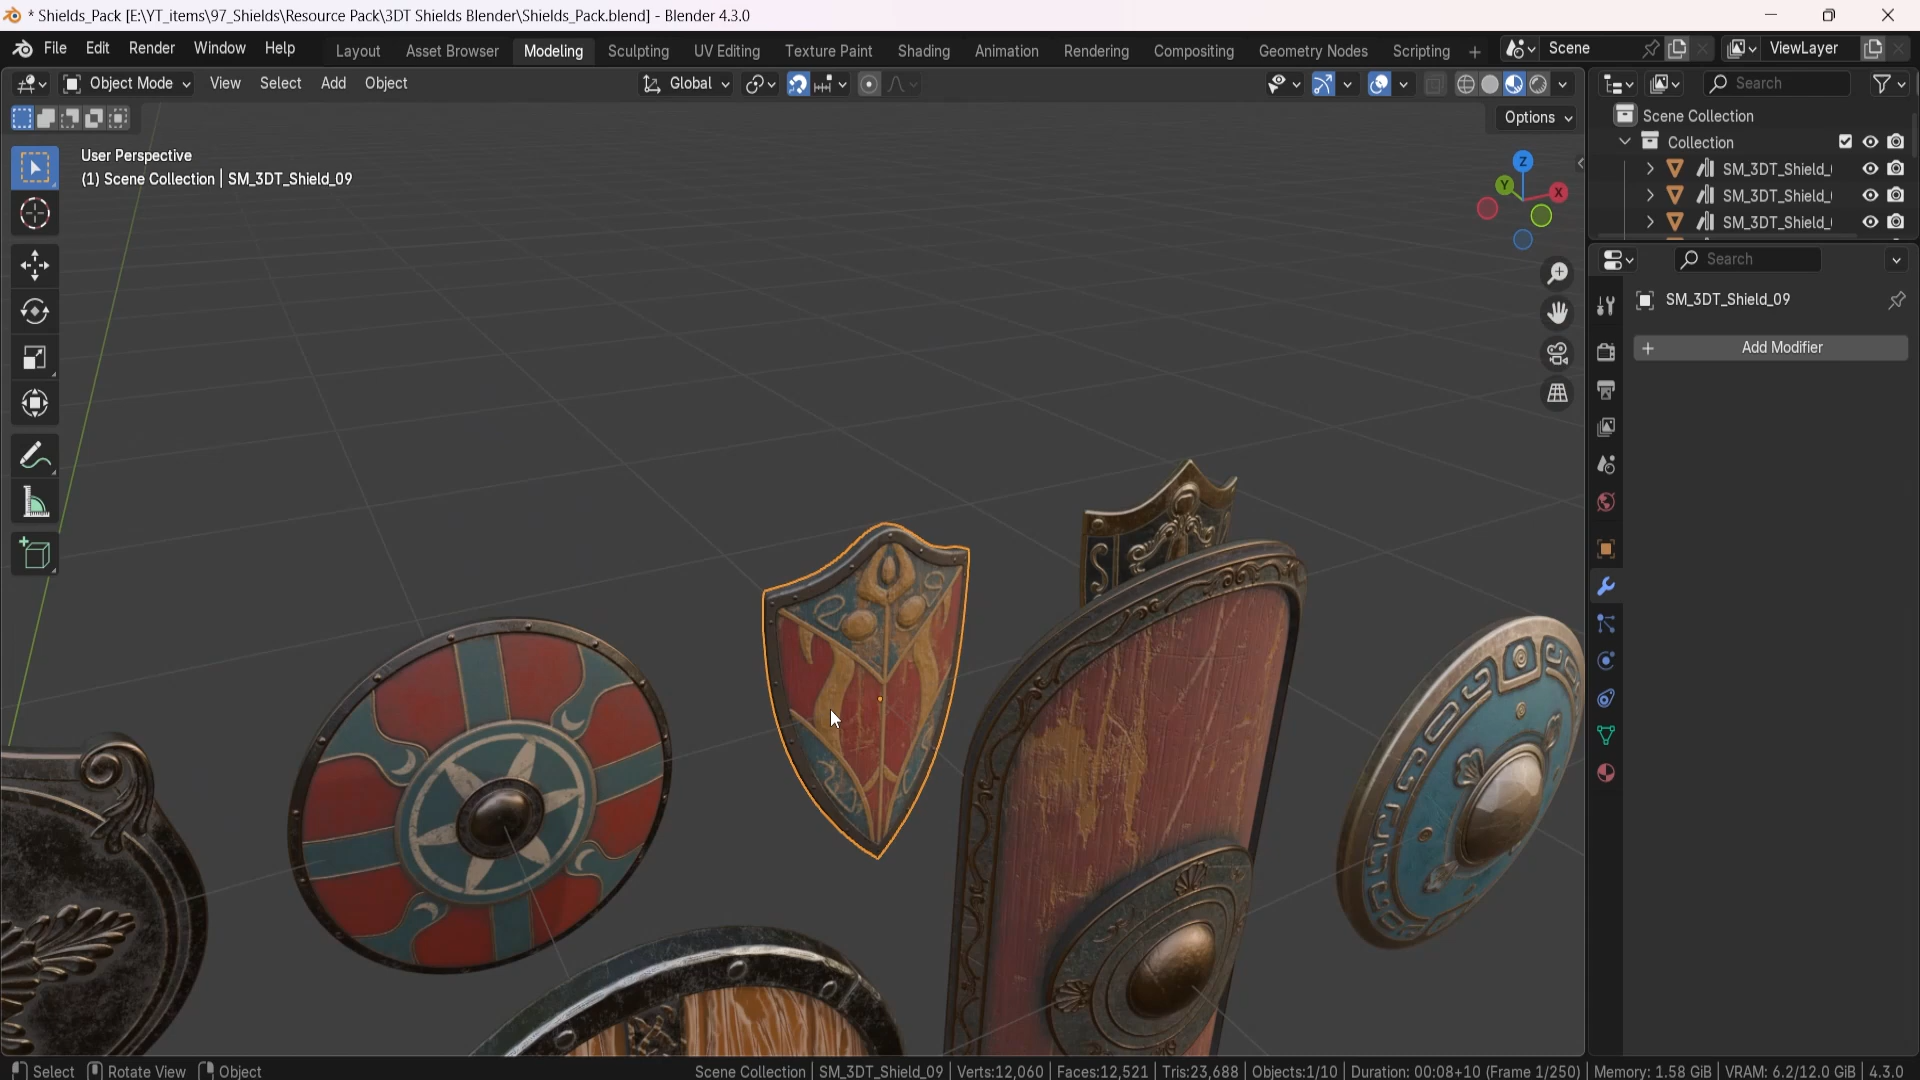 * Shields_Pack [E:\YT_items\97_Shields\Resource Pack\3DT Shields Blender\Shields_Pack.blend] - Blender 4.3.0
File Edit Render Window Help Layout Asset Browser Modeling Sculpting UV Editing Texture Paint Shading Animation Rendering Compositing Geometry Nodes Scripting + Scene ViewLayer
Object Mode View Select Add Object Global Search
Options
Scene Collection
User Perspective
(1) Scene Collection | SM_3DT_Shield_09
Collection
SM_3DT_Shield_
SM_3DT_Shield_
SM_3DT_Shield_
Z
Y
X
Search
SM_3DT_Shield_09
+ Add Modifier
Select Rotate View Object Scene Collection | SM_3DT_Shield_09 | Verts:12,060 | Faces:12,521 | Tris:23,688 | Objects:1/10 | Duration: 00:08+10 (Frame 1/250) | Memory: 1.58 GiB | VRAM: 6.2/12.0 GiB | 4.3.0